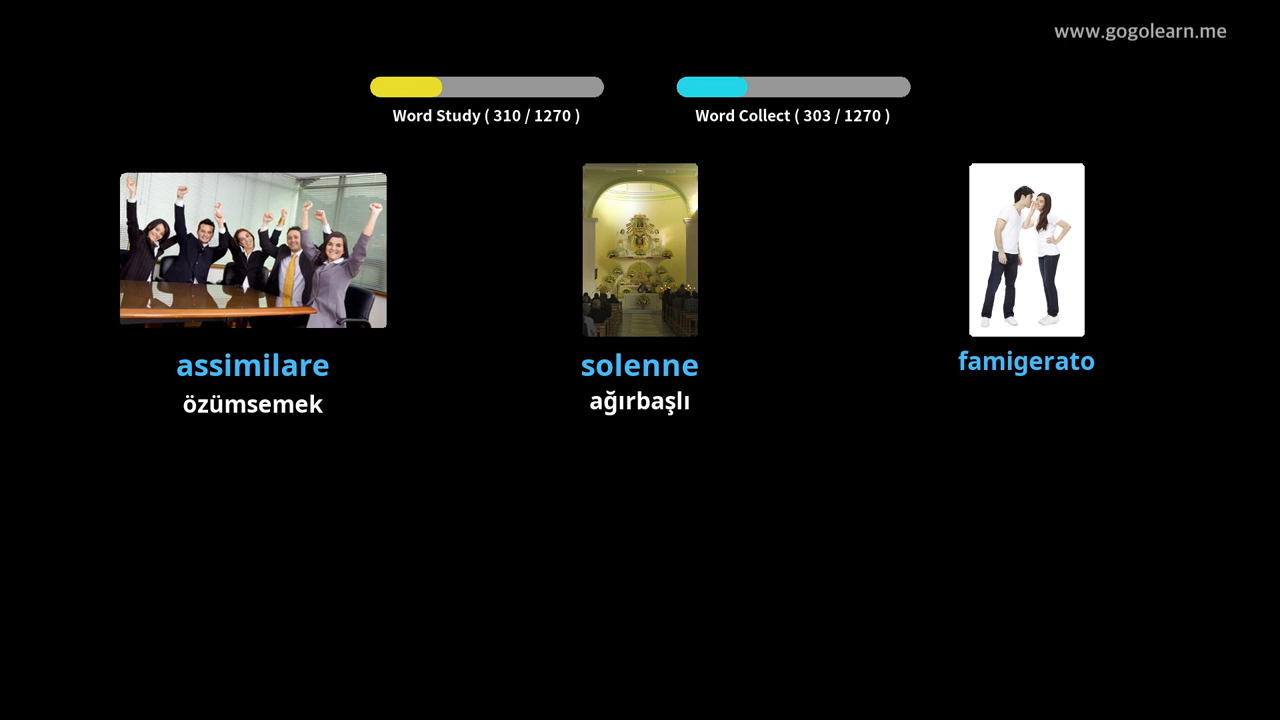 www.gogolearn.me
Word Study ( 310 / 1270 )
Word Collect ( 303 / 1270 )
assimilare
özümsemek
solenne
ağırbaşlı
famigerato